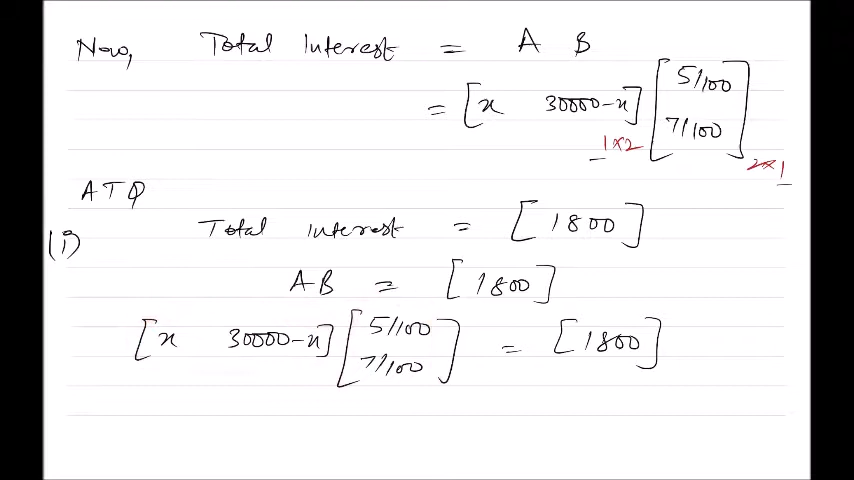 Now, Total Interest = A B
= [x 30000-x] [5/100
7/100]
1×2
2×1
ATQ
(i) Total interest = [1800]
AB = [1800]
[x 30000-x] [5/100
7/100] = [1800]